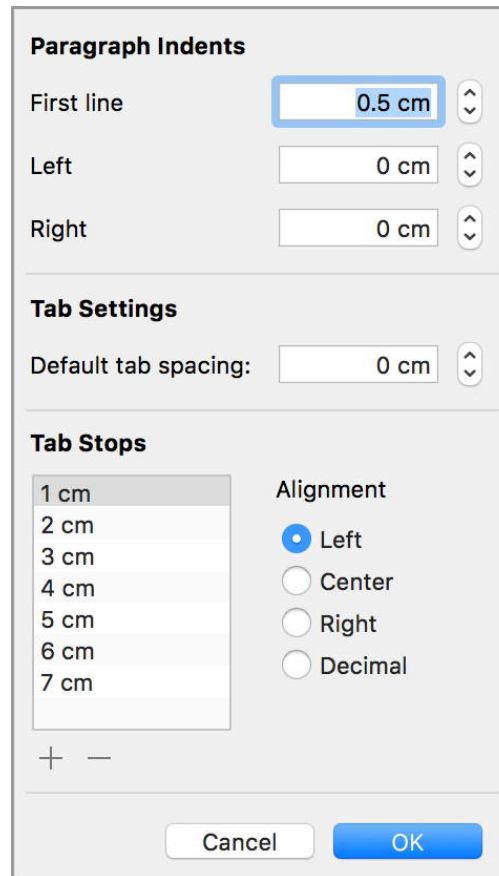 Paragraph Indents
First line 0.5 cm
Left 0 cm
Right 0 cm
Tab Settings
Default tab spacing: 0 cm
Tab Stops
1 cm
2 cm
3 cm
4 cm
5 cm
6 cm
7 cm
Alignment
Left
Center
Right
Decimal
Cancel OK